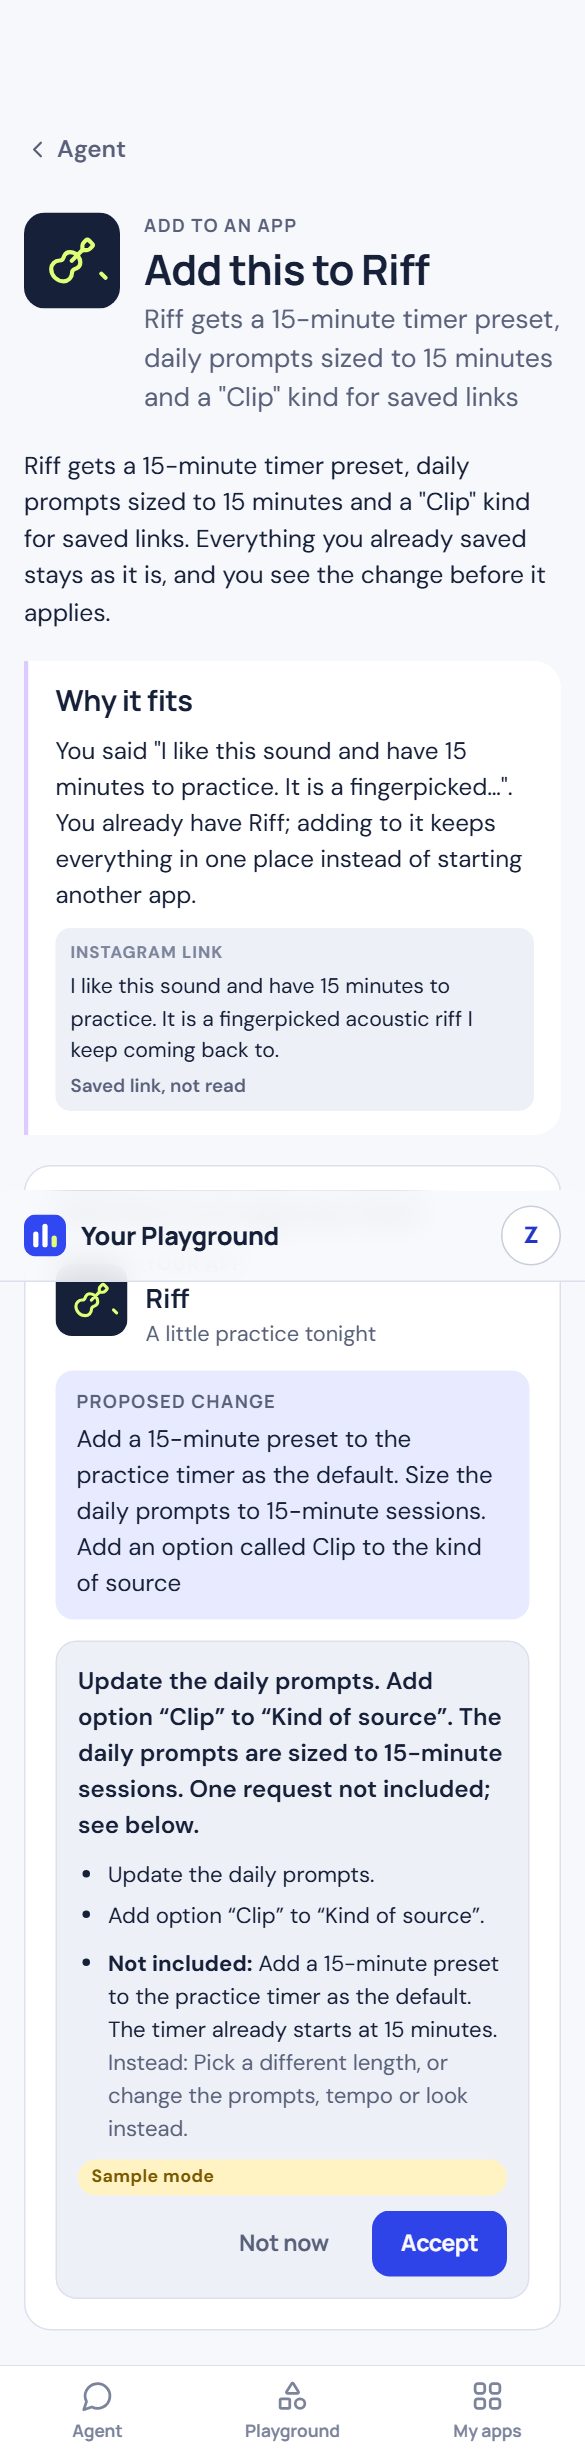 Agent
ADD TO AN APP
Add this to Riff
Riff gets a 15-minute timer preset,
daily prompts sized to 15 minutes
and a "Clip" kind for saved links
Riff gets a 15-minute timer preset, daily
prompts sized to 15 minutes and a "Clip" kind
for saved links. Everything you already saved
stays as it is, and you see the change before it
applies.
Why it fits
You said "I like this sound and have 15
minutes to practice. It is a fingerpicked...".
You already have Riff; adding to it keeps
everything in one place instead of starting
another app.
INSTAGRAM LINK
I like this sound and have 15 minutes to
practice. It is a fingerpicked acoustic riff I
keep coming back to.
Saved link, not read
Your Playground
Z
Riff
A little practice tonight
PROPOSED CHANGE
Add a 15-minute preset to the
practice timer as the default. Size the
daily prompts to 15-minute sessions.
Add an option called Clip to the kind
of source
Update the daily prompts. Add
option “Clip” to “Kind of source”. The
daily prompts are sized to 15-minute
sessions. One request not included;
see below.
• Update the daily prompts.
• Add option “Clip” to “Kind of source”.
• Not included: Add a 15-minute preset
to the practice timer as the default.
The timer already starts at 15 minutes.
Instead: Pick a different length, or
change the prompts, tempo or look
instead.
Sample mode
Not now
Accept
Agent
Playground
My apps